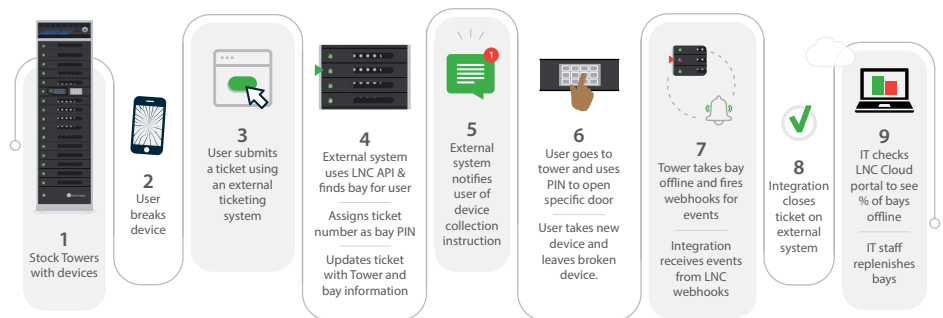 1
Stock Towers
with devices
2
User
breaks
device
3
User submits
a ticket using
an external
ticketing
system
4
External system
uses LNC API &
finds bay for user
Assigns ticket
number as bay PIN
Updates ticket
with Tower and
bay information
1
5
External
system
notifies
user of
device
collection
instruction
6
User goes to
tower and uses
PIN to open
specific door
User takes new
device and
leaves broken
device.
7
Tower takes bay
offline and fires
webhooks for
events
Integration
receives events
from LNC
webhooks
8
Integration
closes
ticket on
external
system
9
IT checks
LNC Cloud
portal to see
% of bays
offline
IT staff
replenishes
bays